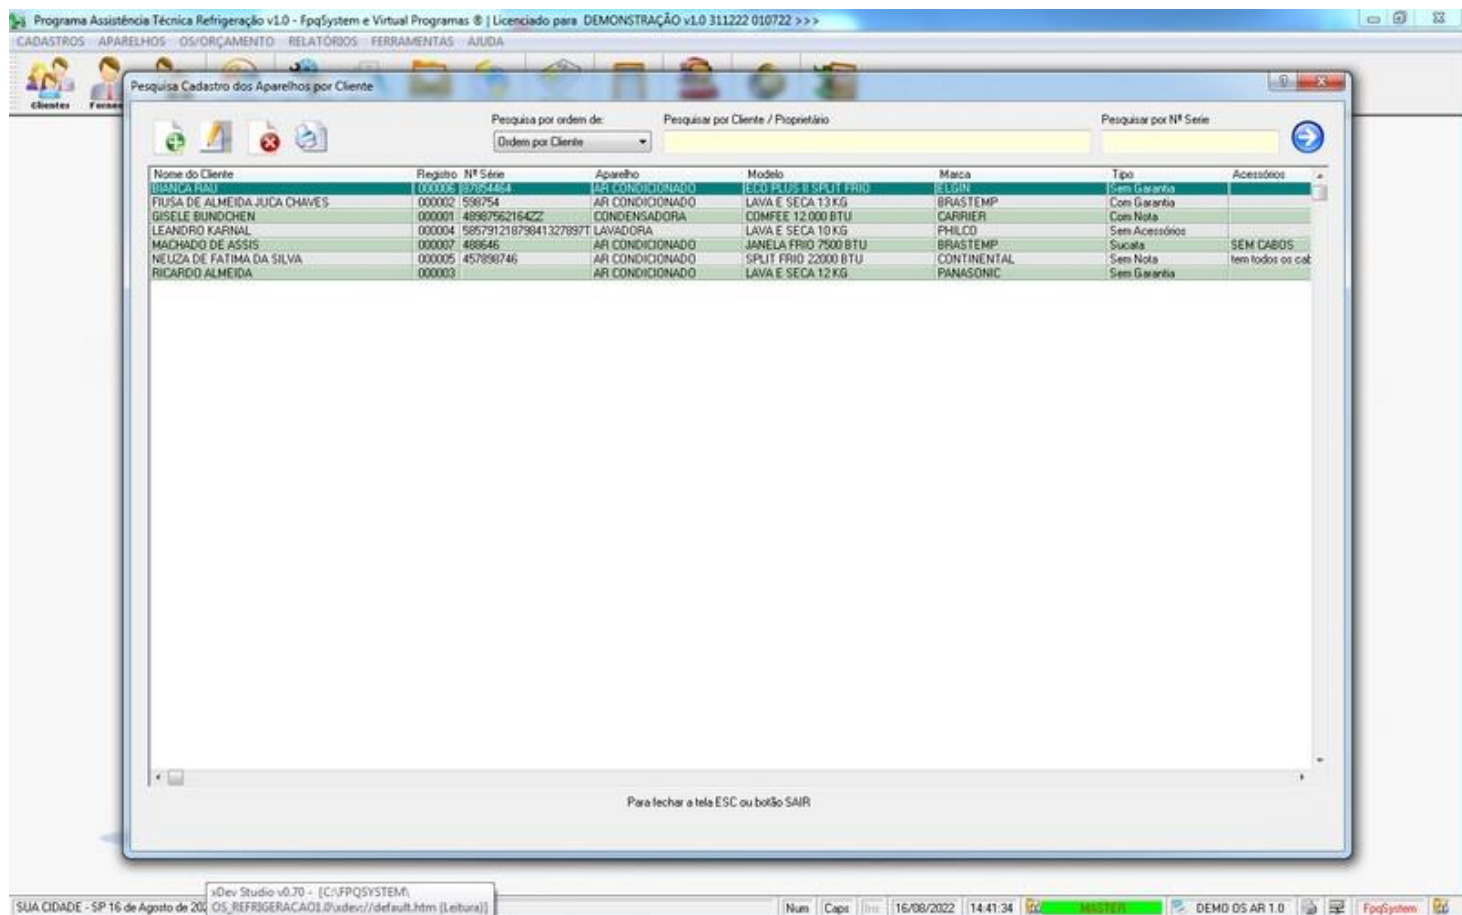 Programa Assistência Técnica Refrigeração v1.0 - FpqSystem e Virtual Programas ® | Licenciado para DEMONSTRAÇÃO v1.0 311222 010722 >>>
CADASTROS APARELHOS OS/ORÇAMENTO RELATÓRIOS FERRAMENTAS AJUDA
Clientes
Pesquisa Cadastro dos Aparelhos por Cliente
Pesquisa por ordem de: Pesquisar por Cliente / Proprietário Pesquisar por Nª Serie
Ordem por Cliente
Nome do Cliente Registro Nª Série Aparelho Modelo Marca Tipo Acessórios
BIANCA RAU 000006 87854464 AR CONDICIONADO ECO PLUS II SPLIT FRIO ELGIN Sem Garantia
FIUSA DE ALMEIDA JUCA CHAVES 000002 598754 AR CONDICIONADO LAVA E SECA 13 KG BRASTEMP Com Garantia
GISELE BUNDCHEN 000001 48987562164ZZ CONDENSADORA COMFEE 12.000 BTU CARRIER Com Nota
LEANDRO KARNAL 000004 58579121879841327897T LAVADORA LAVA E SECA 10 KG PHILCO Sem Acessórios
MACHADO DE ASSIS 000007 488646 AR CONDICIONADO JANELA FRIO 7500 BTU BRASTEMP Sucata SEM CABOS
NEUZA DE FATIMA DA SILVA 000005 457898746 AR CONDICIONADO SPLIT FRIO 22000 BTU CONTINENTAL Sem Nota tem todos os cab
RICARDO ALMEIDA 000003 AR CONDICIONADO LAVA E SECA 12 KG PANASONIC Sem Garantia
Para fechar a tela ESC ou botão SAIR
xDev Studio v0.70 - [C:\FPQSYSTEM\
OS_REFRIGERACAO1.0\xdev://default.htm (Leitura)]
SUA CIDADE - SP 16 de Agosto de 202 Num Caps Ins 16/08/2022 14:41:34 MASTER DEMO OS AR 1.0 FpqSystem